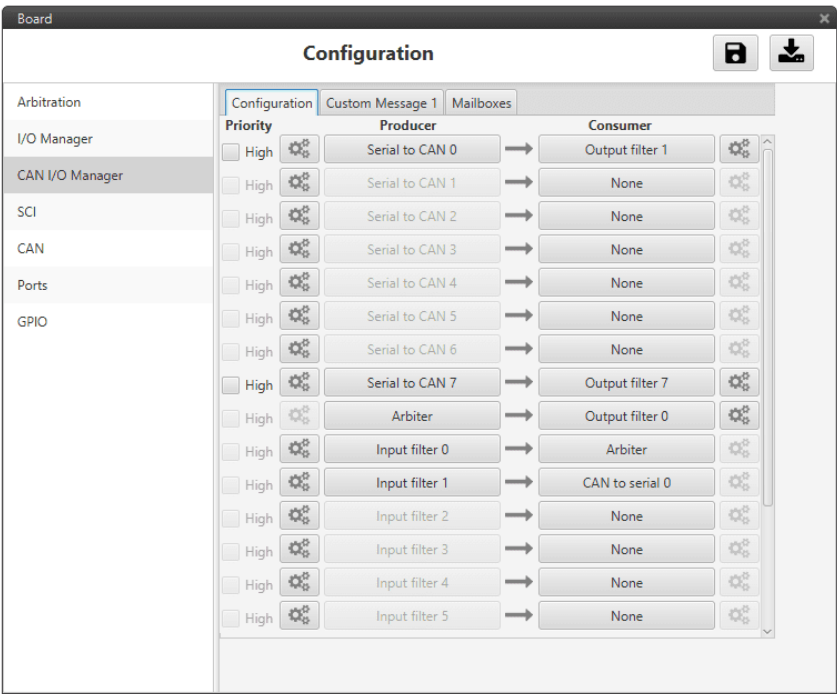 Board
Configuration
Arbitration
I/O Manager
CAN I/O Manager
SCI
CAN
Ports
GPIO
Configuration Custom Message 1 Mailboxes
Priority Producer Consumer
High Serial to CAN 0 Output filter 1
High Serial to CAN 1 None
High Serial to CAN 2 None
High Serial to CAN 3 None
High Serial to CAN 4 None
High Serial to CAN 5 None
High Serial to CAN 6 None
High Serial to CAN 7 Output filter 7
High Arbiter Output filter 0
High Input filter 0 Arbiter
High Input filter 1 CAN to serial 0
High Input filter 2 None
High Input filter 3 None
High Input filter 4 None
High Input filter 5 None